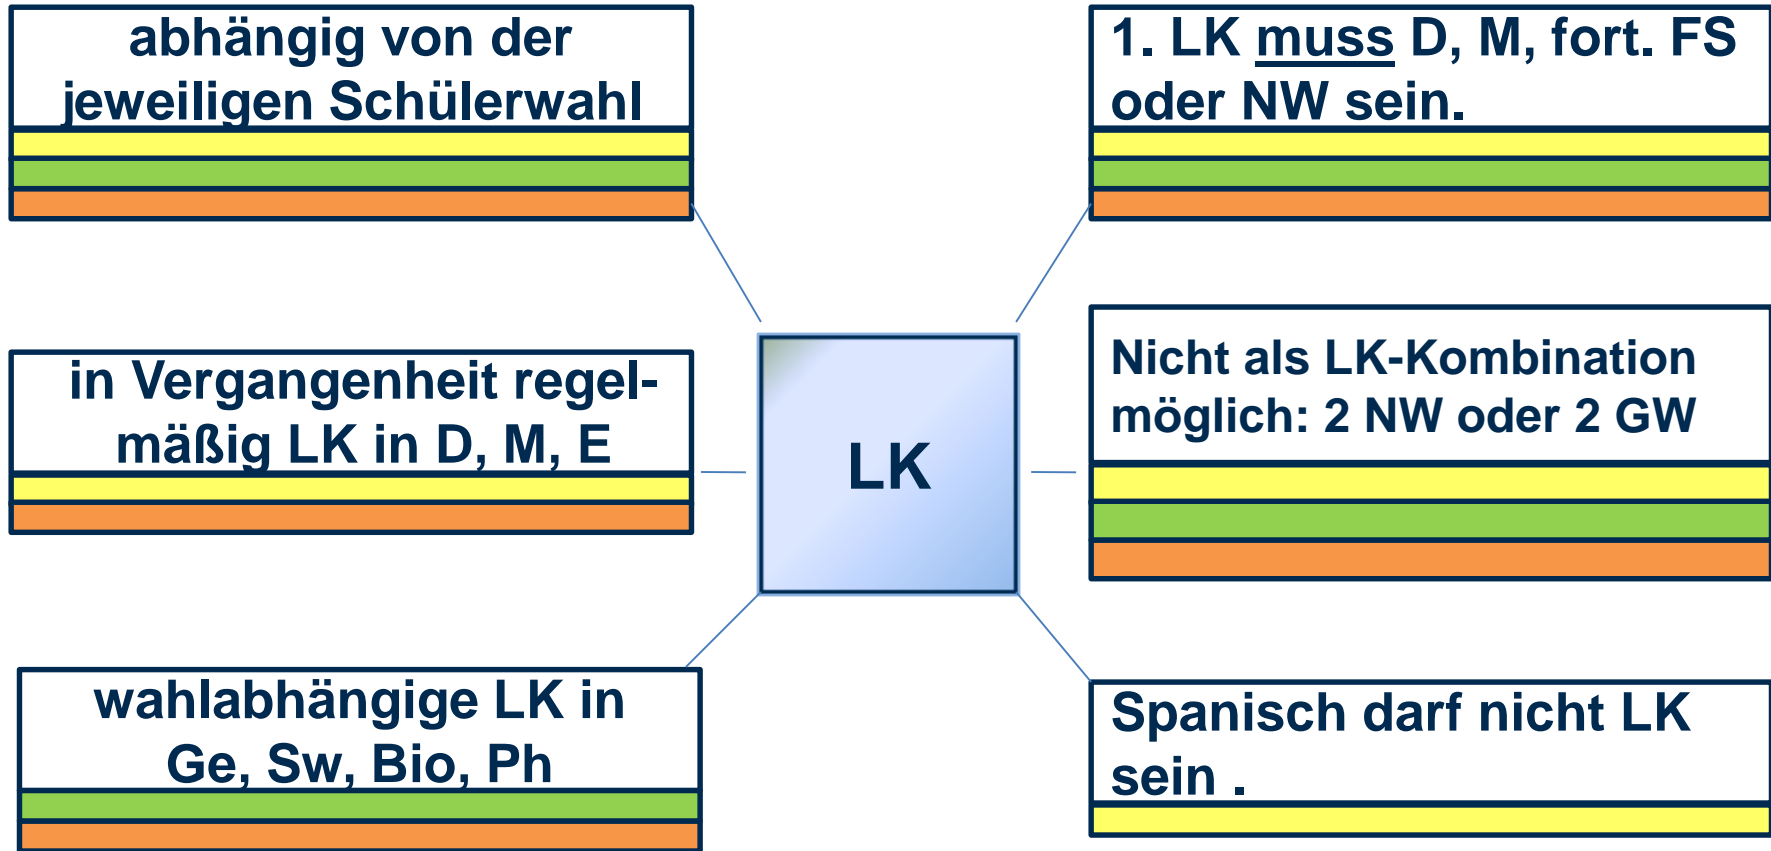 abhängig von der
jeweiligen Schülerwahl
1. LK muss D, M, fort. FS
oder NW sein.
in Vergangenheit regel-
mäßig LK in D, M, E
LK
Nicht als LK-Kombination
möglich: 2 NW oder 2 GW
wahlabhängige LK in
Ge, Sw, Bio, Ph
Spanisch darf nicht LK
sein .